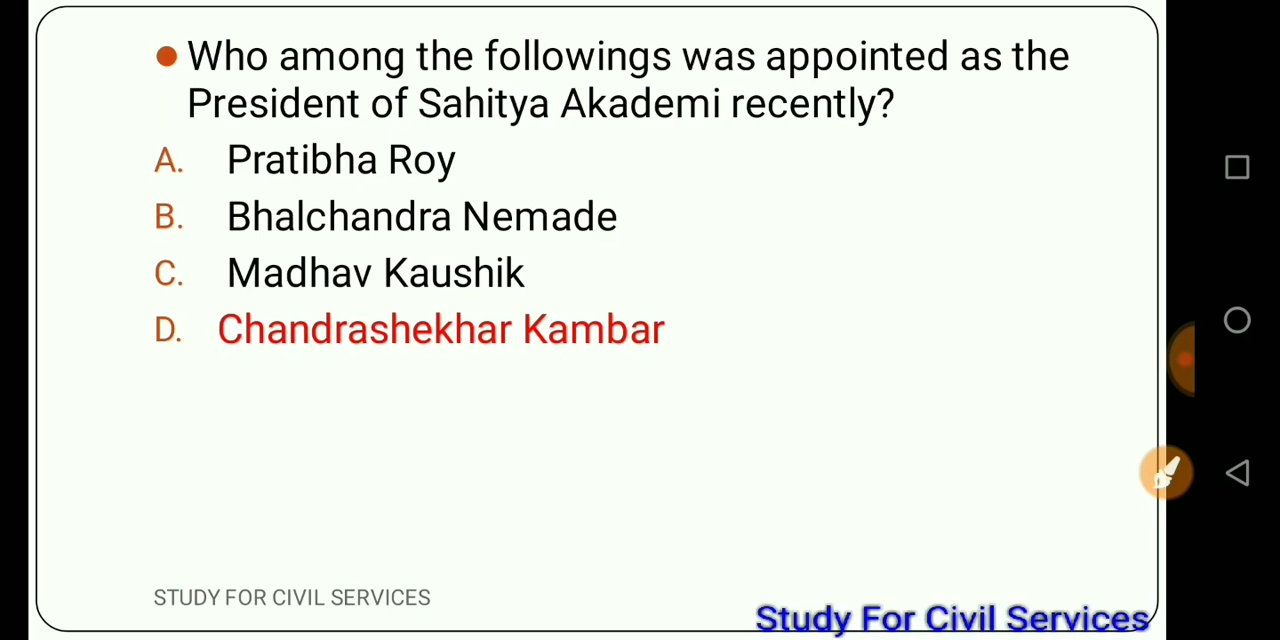 Who among the followings was appointed as the
President of Sahitya Akademi recently?
A. Pratibha Roy
B. Bhalchandra Nemade
C. Madhav Kaushik
D. Chandrashekhar Kambar
STUDY FOR CIVIL SERVICES
Study For Civil Services